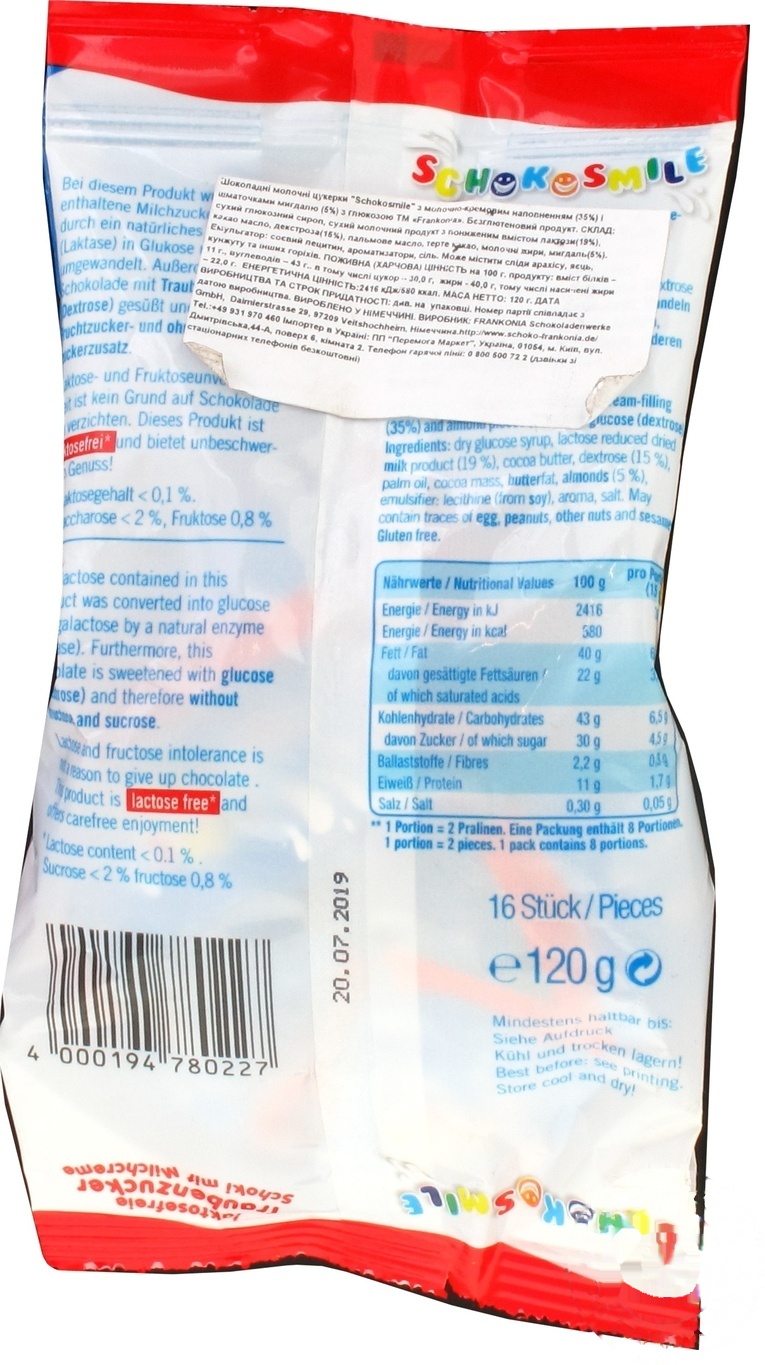 SCHOKOSMILE
Шоколадні молочні цукерки "Schokosmile" з молочно-кремовим наповненням (35%) і
шматочками мигдалю (5%) з глюкозою ТМ «Frankonia». Безглютеновий продукт. СКЛАД:
сухий глюкозний сироп, сухий молочний продукт з пониженим вмістом лактози(19%),
какао масло, декстроза(15%), пальмове масло, терте какао, молочні жири, мигдаль(5%).
Емульгатор: соєвий лецитин, ароматизатори, сіль. Може містити сліди арахісу, яєць,
кунжуту та інших горіхів. ПОЖИВНА (ХАРЧОВА) ЦІННІСТЬ на 100 г. продукту: вміст білків –
11 г., вуглеводів – 43 г., в тому числі цукор – 30,0 г, жири - 40,0 г, тому числі насичені жири
– 22,0 г. ЕНЕРГЕТИЧНА ЦІННІСТЬ:2416 кДж/580 ккал. МАСА НЕТТО: 120 г. ДАТА
ВИРОБНИЦТВА ТА СТРОК ПРИДАТНОСТІ: див. на упаковці. Номер партії співпадає з
датою виробництва. ВИРОБЛЕНО У НІМЕЧЧИНІ. ВИРОБНИК: FRANKONIA Schokoladenwerke
GmbH, Daimlerstrasse 29, 97209 Veitshochheim, Німеччина.http://www.schoko-frankonia.de/
Tel.:+49 931 970 460 Імпортер в Україні: ПП "Перемога Маркет", Україна, 01054, м. Київ, вул.
Дмитрівська,44-А, поверх 6, кімната 2. Телефон гарячої лінії: 0 800 500 72 2 (дзвінки зі
стаціонарних телефонів безкоштовні)
Bei diesem Produkt
enthaltene Milchzuck
durch ein natürliches
(Laktase) in Glukose
umgewandelt. Außer
Schokolade mit Traub
Dextrose) gesüßt un
uchtzucker- und oh
ckerzusatz.
ktose- und Fruktoseunve
t ist kein Grund auf Schokolade
verzichten. Dieses Produkt ist
ktosefrei* und bietet unbeschwer-
Genuss!
ktosegehalt < 0,1 %.
ccharose < 2 %, Fruktose 0,8 %
actose contained in this
uct was converted into glucose
galactose by a natural enzyme
ase). Furthermore, this
olate is sweetened with glucose
rose) and therefore without
and sucrose.
Lactose and fructose intolerance is
reason to give up chocolate .
product is lactose free* and
offers carefree enjoyment!
*Lactose content < 0.1 % .
Sucrose < 2 % fructose 0,8 %
4 000194 780227
eam-filling
(35%) and almond glucose (dextrose
Ingredients: dry glucose syrup, lactose reduced dried
milk product (19 %), cocoa butter, dextrose (15 %),
palm oil, cocoa mass, butterfat, almonds (5 %),
emulsifier: lecithine (from soy), aroma, salt. May
contain traces of egg, peanuts, other nuts and sesame
Gluten free.
Nährwerte / Nutritional Values 100 g pro
Energie / Energy in kJ 2416
Energie / Energy in kcal 580
Fett / Fat 40 g
davon gesättigte Fettsäuren / 22 g
of which saturated acids
Kohlenhydrate / Carbohydrates 43 g 6,5 g
davon Zucker / of which sugar 30 g 4,5 g
Ballaststoffe / Fibres 2,2 g
Eiweiß / Protein 11 g 1,7 g
Salz / Salt 0,30 g 0,05 g
** 1 Portion = 2 Pralinen. Eine Packung enthält 8 Portionen.
1 portion = 2 pieces. 1 pack contains 8 portions.
20.07.2019
16 Stück / Pieces
e 120 g
Mindestens haltbar bis:
Siehe Aufdruck
Kühl und trocken lagern!
Best before: see printing.
Store cool and dry!
laktosefreie
Traubenzucker
Schoki mit Milchcreme